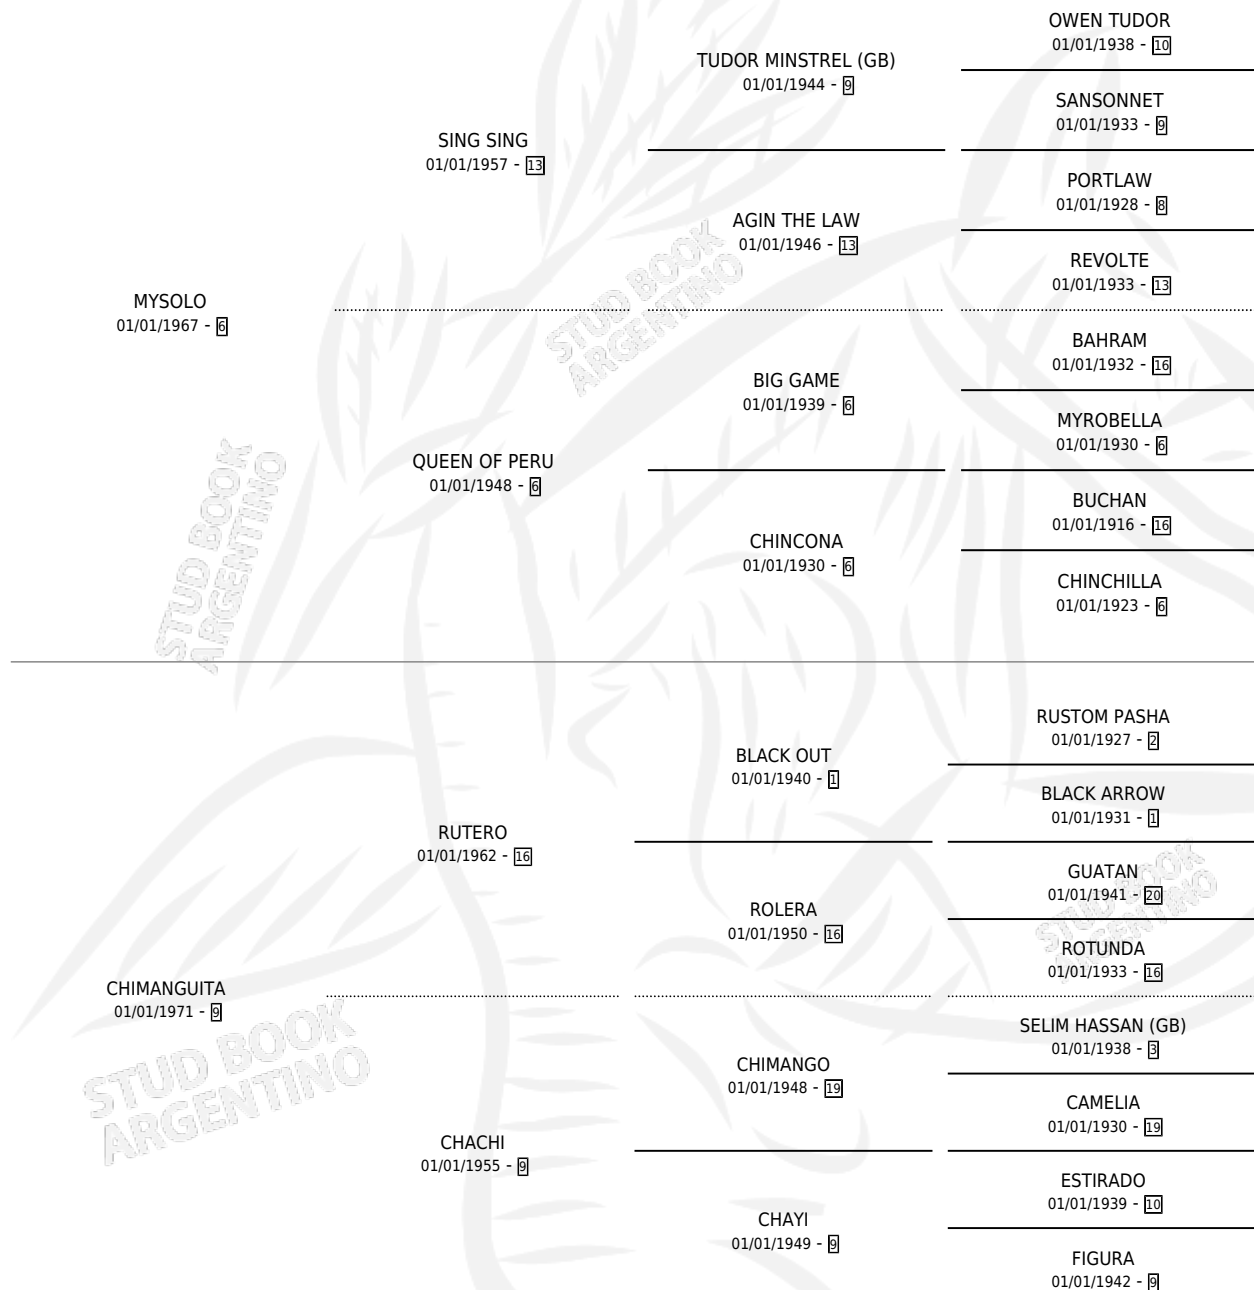 OWEN TUDOR
01/01/1938 - 10
TUDOR MINSTREL (GB)
01/01/1944 - 9
SANSONNET
01/01/1933 - 9
SING SING
01/01/1957 - 13
PORTLAW
01/01/1928 - 8
AGIN THE LAW
01/01/1946 - 13
REVOLTE
01/01/1933 - 13
MYSOLO
01/01/1967 - 6
STUD BOOK
ARGENTINO
BAHRAM
01/01/1932 - 16
BIG GAME
01/01/1939 - 6
MYROBELLA
01/01/1930 - 6
QUEEN OF PERU
01/01/1948 - 6
BUCHAN
01/01/1916 - 16
CHINCONA
01/01/1930 - 6
CHINCHILLA
01/01/1923 - 6
STUD BOOK
ARGENTINO
RUSTOM PASHA
01/01/1927 - 2
BLACK OUT
01/01/1940 - 1
BLACK ARROW
01/01/1931 - 1
RUTERO
01/01/1962 - 16
GUATAN
01/01/1941 - 20
ROLERA
01/01/1950 - 16
STUD BOOK
ARGENTINO
ROTUNDA
01/01/1933 - 16
CHIMANGUITA
01/01/1971 - 9
SELIM HASSAN (GB)
01/01/1938 - 3
CHIMANGO
01/01/1948 - 19
STUD BOOK
ARGENTINO
CAMELIA
01/01/1930 - 19
CHACHI
01/01/1955 - 9
ESTIRADO
01/01/1939 - 10
CHAYI
01/01/1949 - 9
FIGURA
01/01/1942 - 9